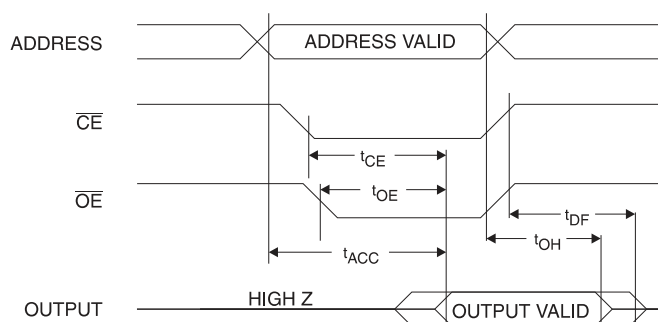 ADDRESS
ADDRESS VALID
CE
tCE
OE
tOE
tDF
tOH
tACC
HIGH Z
OUTPUT
OUTPUT VALID